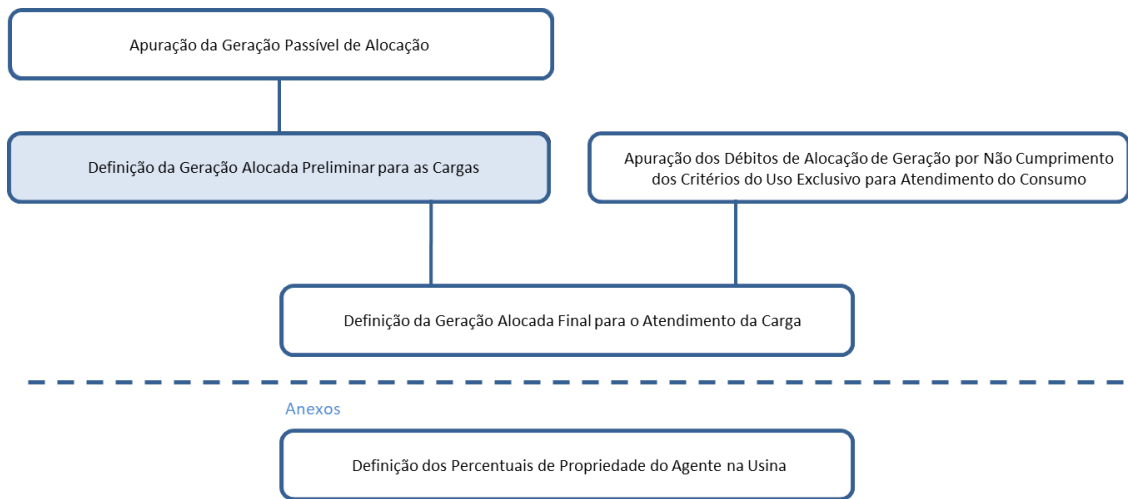 Apuração da Geração Passível de Alocação
Definição da Geração Alocada Preliminar para as Cargas
Apuração dos Débitos de Alocação de Geração por Não Cumprimento
dos Critérios do Uso Exclusivo para Atendimento do Consumo
Definição da Geração Alocada Final para o Atendimento da Carga
Anexos
Definição dos Percentuais de Propriedade do Agente na Usina